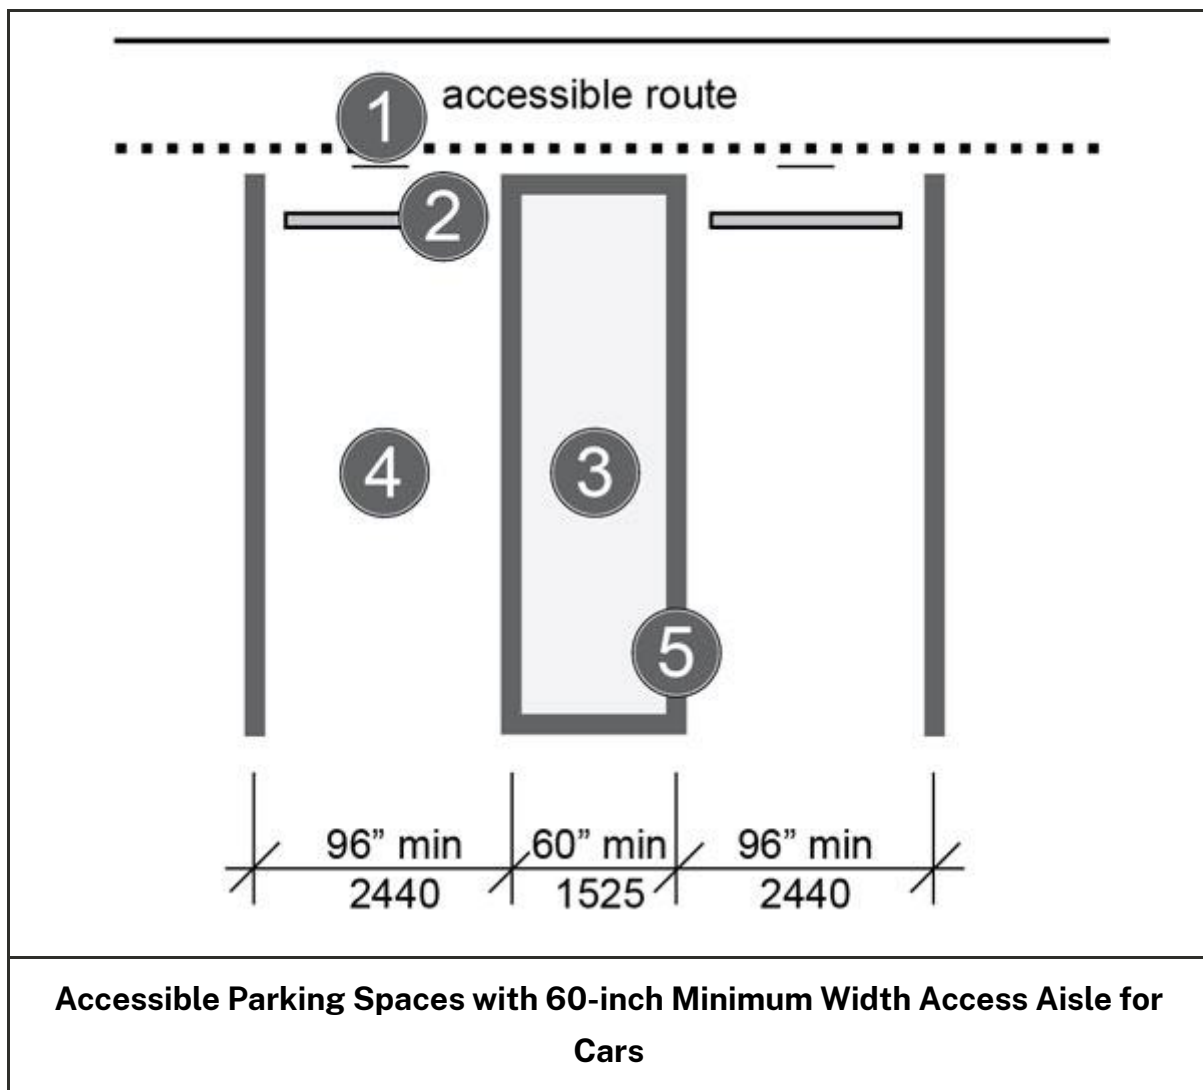 1 accessible route
2
4 3
5
96” min 60” min 96” min
2440 1525 2440
Accessible Parking Spaces with 60-inch Minimum Width Access Aisle for
Cars